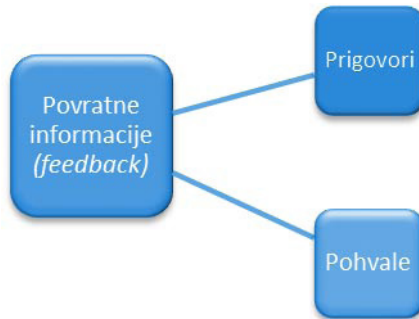 Povratne
informacije
(feedback)
Prigovori
Pohvale